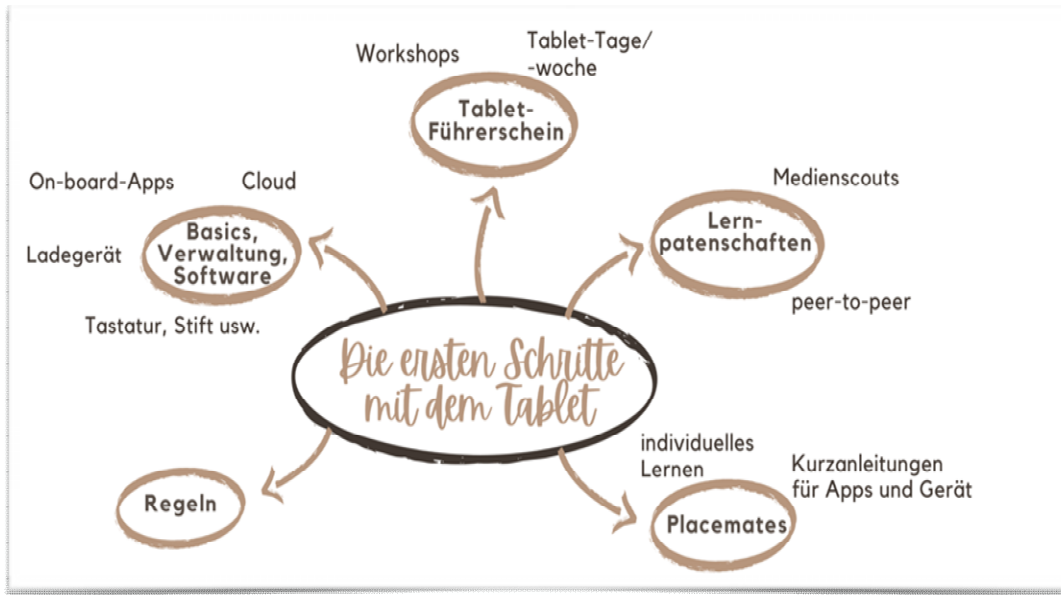 Workshops
Tablet-Tage/
-woche
Tablet-
Führerschein
On-board-Apps
Cloud
Basics,
Verwaltung,
Software
Ladegerät
Tastatur, Stift usw.
Medienscouts
Lern-
patenschaften
peer-to-peer
Die ersten Schritte
mit dem Tablet
Regeln
individuelles
Lernen
Kurzanleitungen
für Apps und Gerät
Placemates